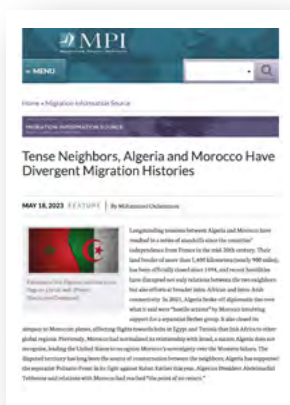 MPI
≡ MENU
Home » Migration Information Source
MIGRATION INFORMATION SOURCE
Tense Neighbors, Algeria and Morocco Have
Divergent Migration Histories
MAY 18, 2023 FEATURE | By Mohammed
Longstanding tensions between Algeria and Morocco have
resulted in a series of standoffs since the countries'
independence from France in the mid-20th century. Their
land border of more than 1,400 kilometers (nearly 900 miles),
has been officially closed since 1994, and recent hostilities
have disrupted not only relations between the two neighbors
but also efforts at broader intra-African and intra-Arab
connectivity. In 2021, Algeria broke off diplomatic ties over
what it said were "hostile actions" by Morocco involving
support for a separatist Berber group. It also closed its
airspace to Moroccan planes, affecting flights towards hubs in Egypt and Tunisia that link Africa to other
global regions. Previously, Morocco had normalized its relationship with Israel, a nation Algeria does not
recognize, leading the United States to recognize Morocco's sovereignty over the Western Sahara. The
disputed territory has long been the source of consternation between the neighbors; Algeria has supported
the separatist Polisario Front in its fight against Rabat. Earlier this year, Algerian President Abdelmadjid
Tebboune said relations with Morocco had reached "the point of no return."